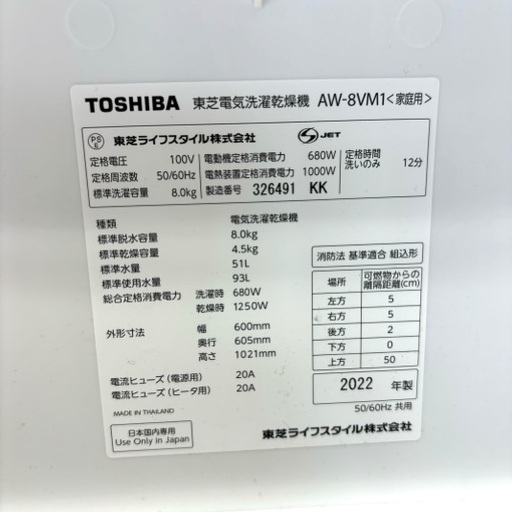 TOSHIBA 東芝電気洗濯乾燥機 AW-8VM1<家庭用>
PS E 東芝ライフスタイル株式会社 S JET
定格電圧 100V 電動機定格消費電力 680W 定格時間 洗いのみ 12分
定格周波数 50/60Hz 電熱装置定格消費電力 1000W
標準洗濯容量 8.0kg 製造番号 326491 KK
種類 電気洗濯乾燥機
標準脱水容量 8.0kg
標準乾燥容量 4.5kg
標準水量 51L
標準使用水量 93L
総合定格消費電力 洗濯時 680W
乾燥時 1250W
外形寸法 幅 600mm
奥行 605mm
高さ 1021mm
電流ヒューズ(電源用) 20A
電流ヒューズ(ヒータ用) 20A
MADE IN THAILAND
日本国内専用
Use Only In Japan
消防法 基準適合 組込形
場所 可燃物からの離隔距離(cm)
左方 5
右方 5
後方 2
下方 0
上方 50
2022 年製
50/60Hz 共用
東芝ライフスタイル株式会社